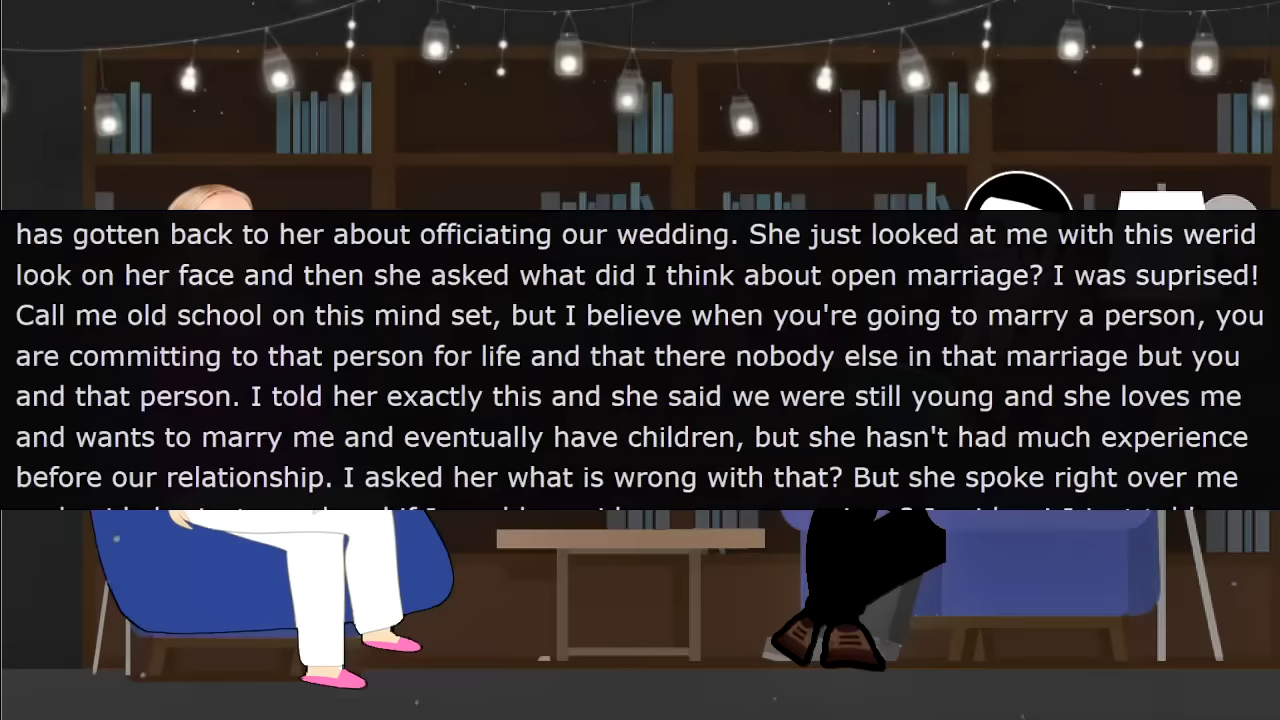 has gotten back to her about officiating our wedding. She just looked at me with this werid
look on her face and then she asked what did I think about open marriage? I was suprised!
Call me old school on this mind set, but I believe when you're going to marry a person, you
are committing to that person for life and that there nobody else in that marriage but you
and that person. I told her exactly this and she said we were still young and she loves me
and wants to marry me and eventually have children, but she hasn't had much experience
before our relationship. I asked her what is wrong with that? But she spoke right over me